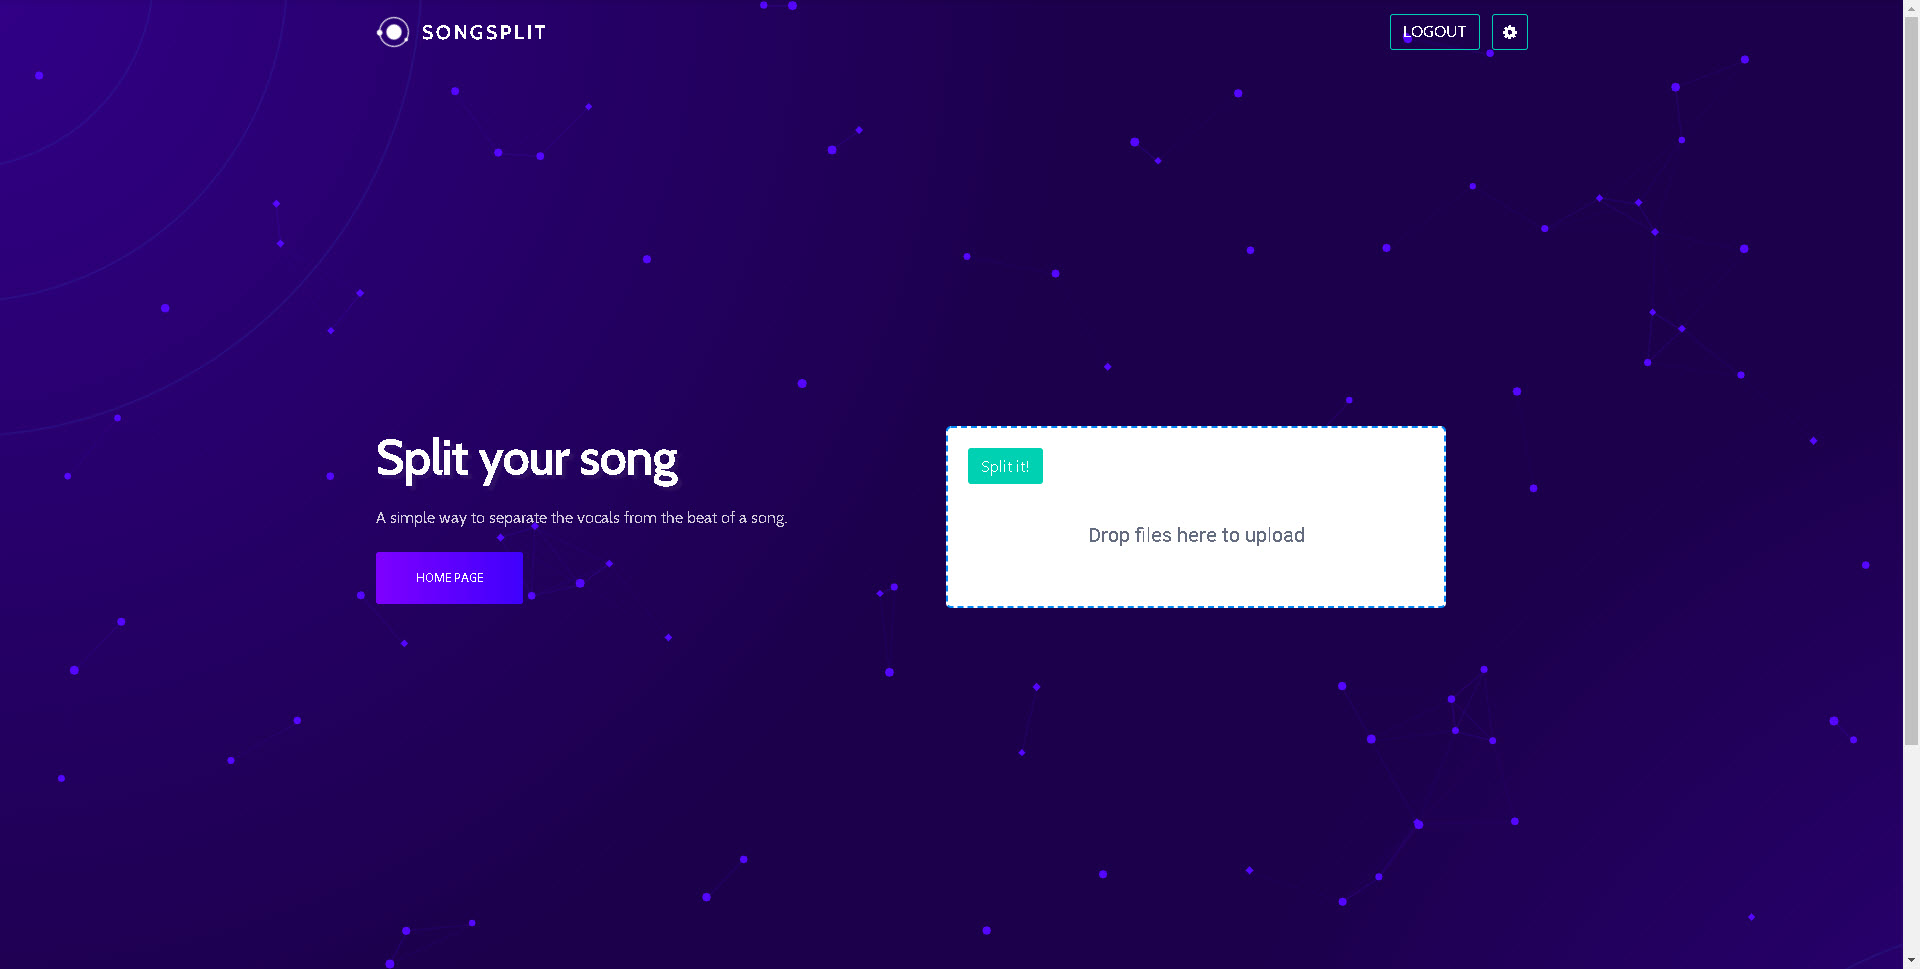 SONGSPLIT
LOGOUT
Split your song
A simple way to separate the vocals from the beat of a song.
HOME PAGE
Split it!
Drop files here to upload